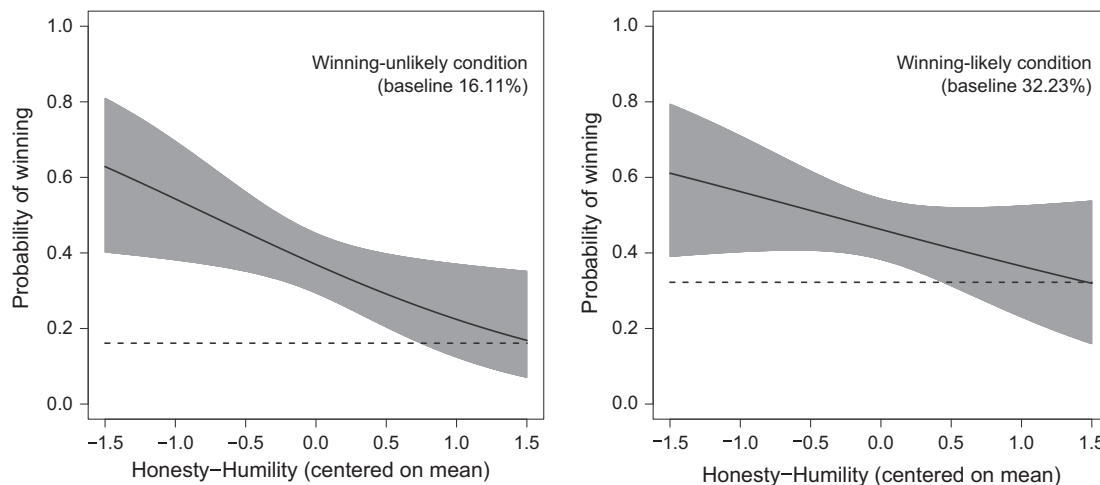 1.0
0.8
0.6
0.4
0.2
0.0
Probability of winning
Winning-unlikely condition
(baseline 16.11%)
−1.5 −1.0 −0.5 0.0 0.5 1.0 1.5
Honesty−Humility (centered on mean)
1.0
0.8
0.6
0.4
0.2
0.0
Probability of winning
Winning-likely condition
(baseline 32.23%)
−1.5 −1.0 −0.5 0.0 0.5 1.0 1.5
Honesty−Humility (centered on mean)